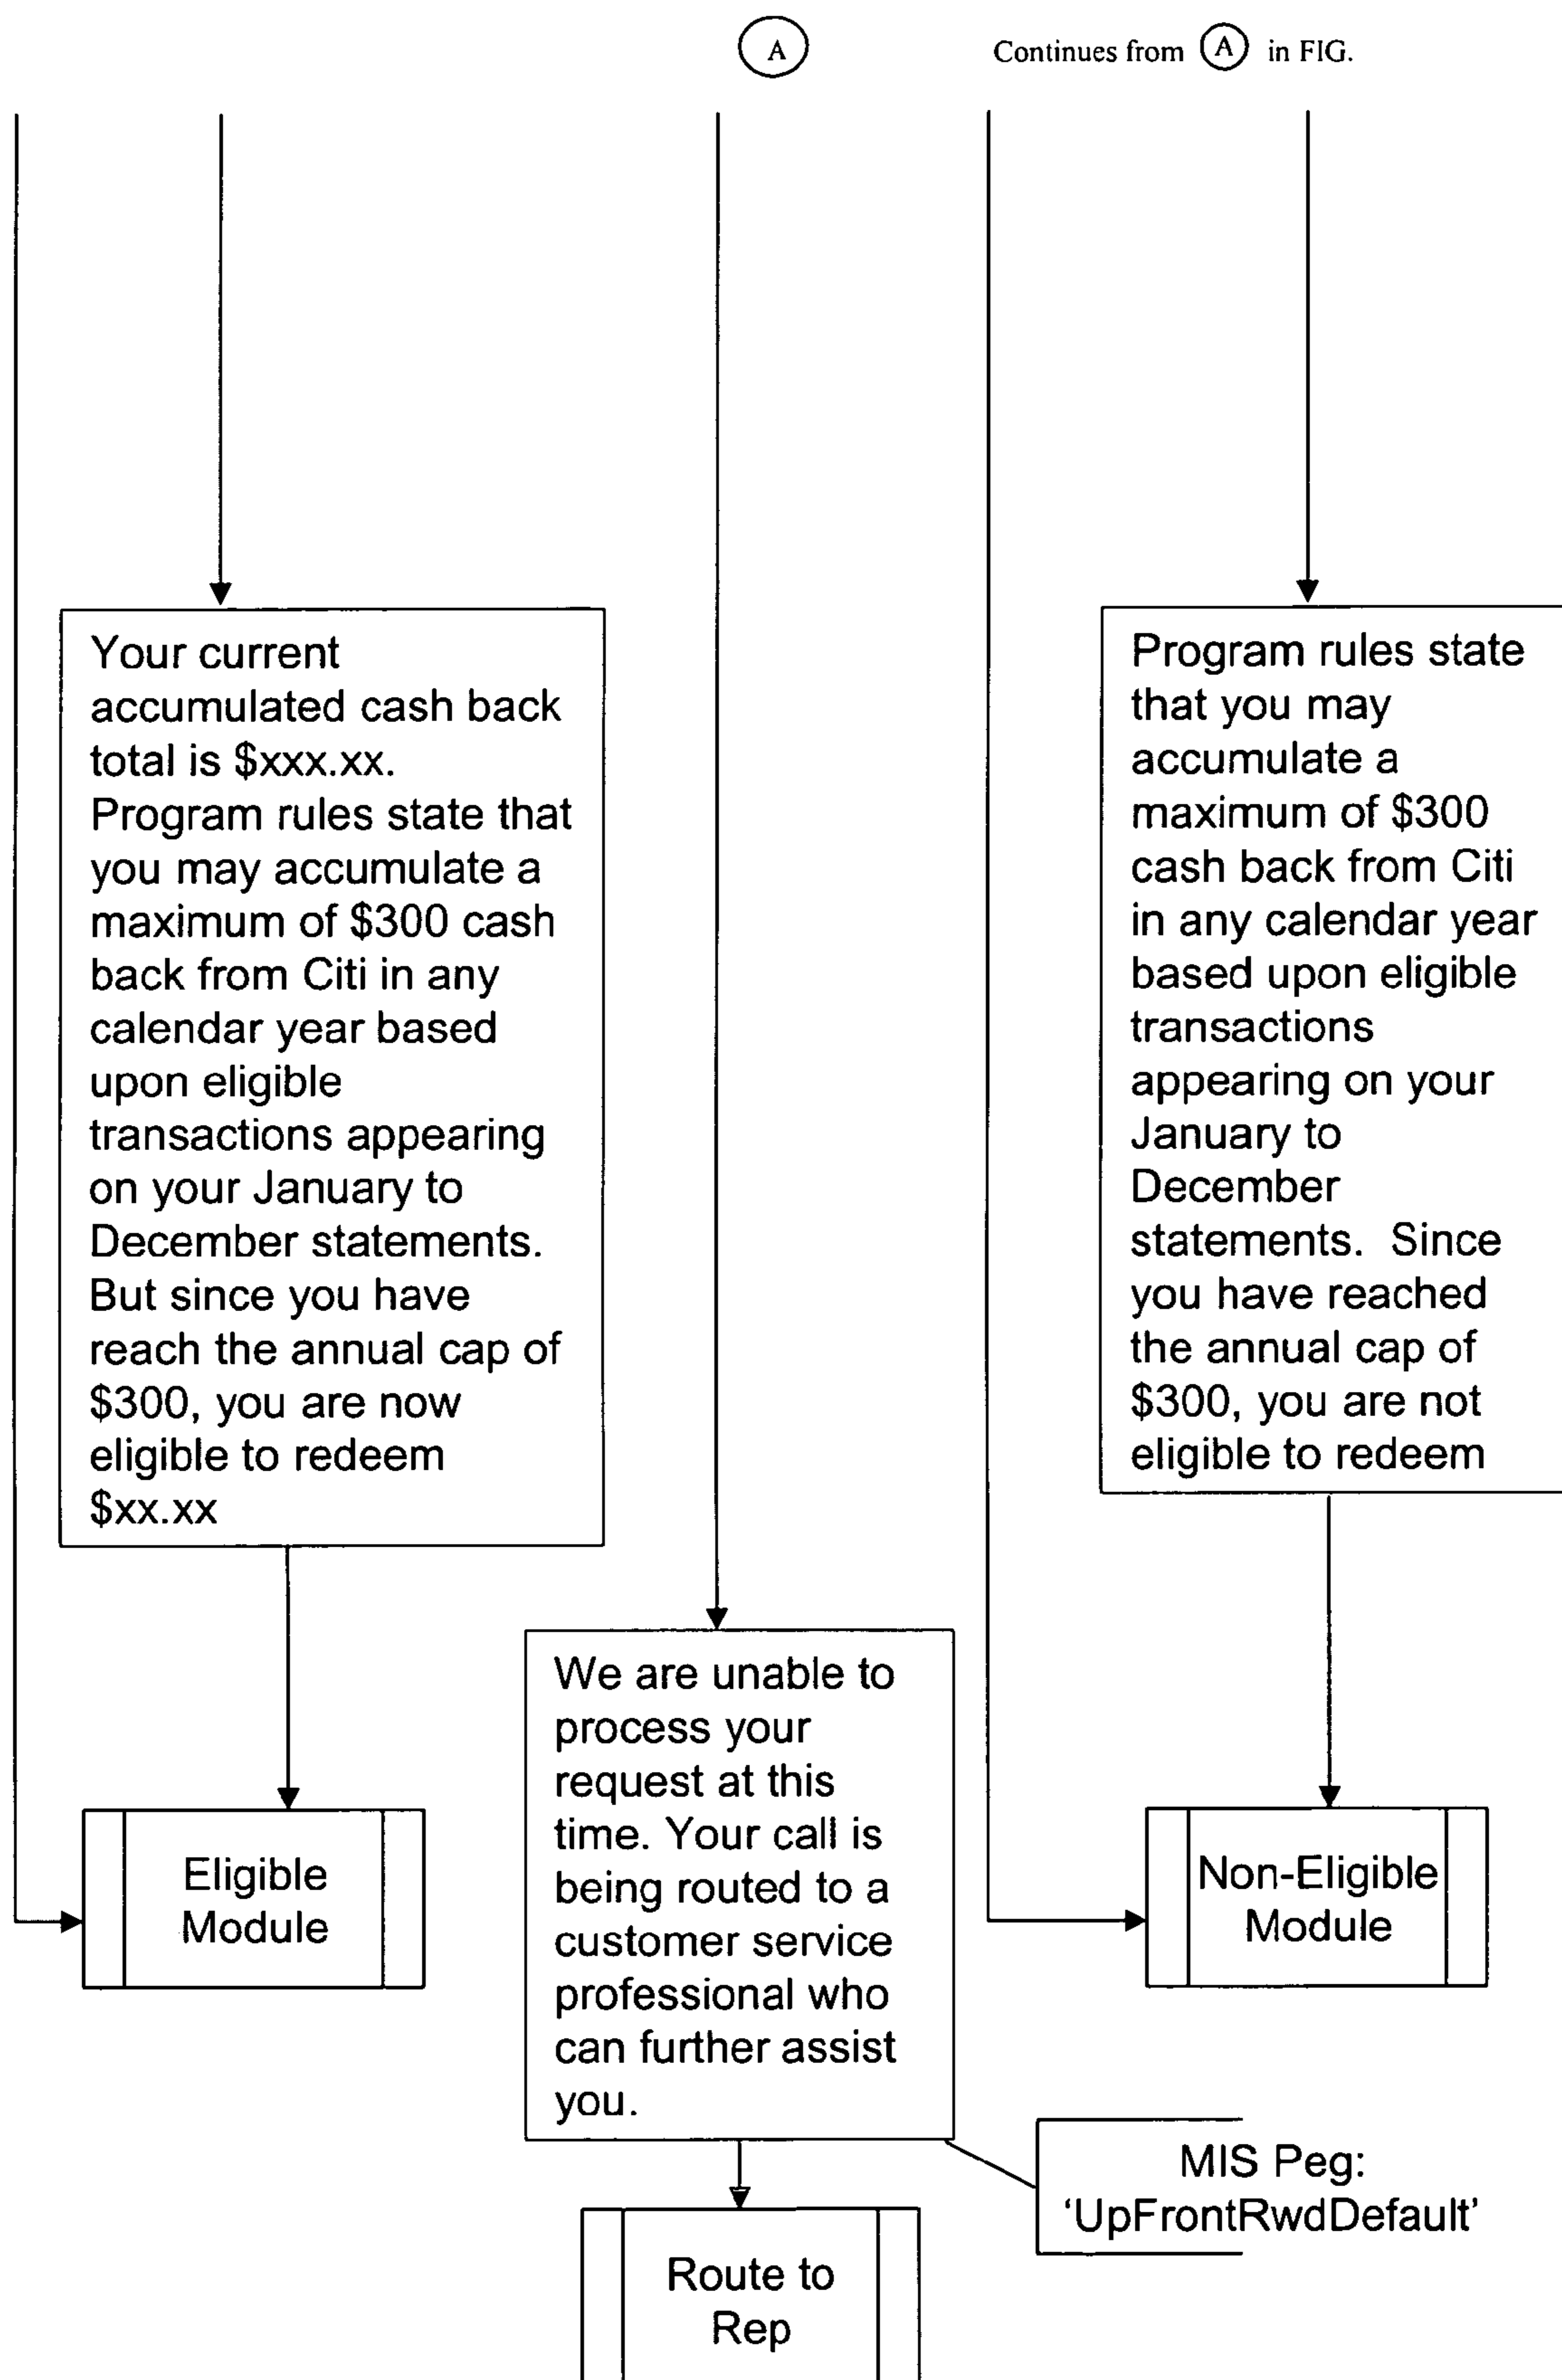 A
Continues from A in FIG.
Your current
accumulated cash back
total is $xxx.xx.
Program rules state that
you may accumulate a
maximum of $300 cash
back from Citi in any
calendar year based
upon eligible
transactions appearing
on your January to
December statements.
But since you have
reach the annual cap of
$300, you are now
eligible to redeem
$xx.xx
Program rules state
that you may
accumulate a
maximum of $300
cash back from Citi
in any calendar year
based upon eligible
transactions
appearing on your
January to
December
statements. Since
you have reached
the annual cap of
$300, you are not
eligible to redeem
We are unable to
process your
request at this
time. Your call is
being routed to a
customer service
professional who
can further assist
you.
Eligible
Module
Non-Eligible
Module
MIS Peg:
‘UpFrontRwdDefault’
Route to
Rep